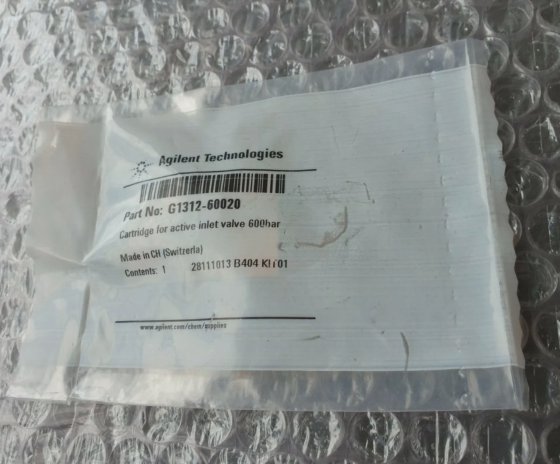 Agilent Technologies
Part No: G1312-60020
Cartridge for active inlet valve 600bar
Made in CH (Switzerla)
Contents: 1 28111013 B404 01
www.agilent.com/chem/supplies